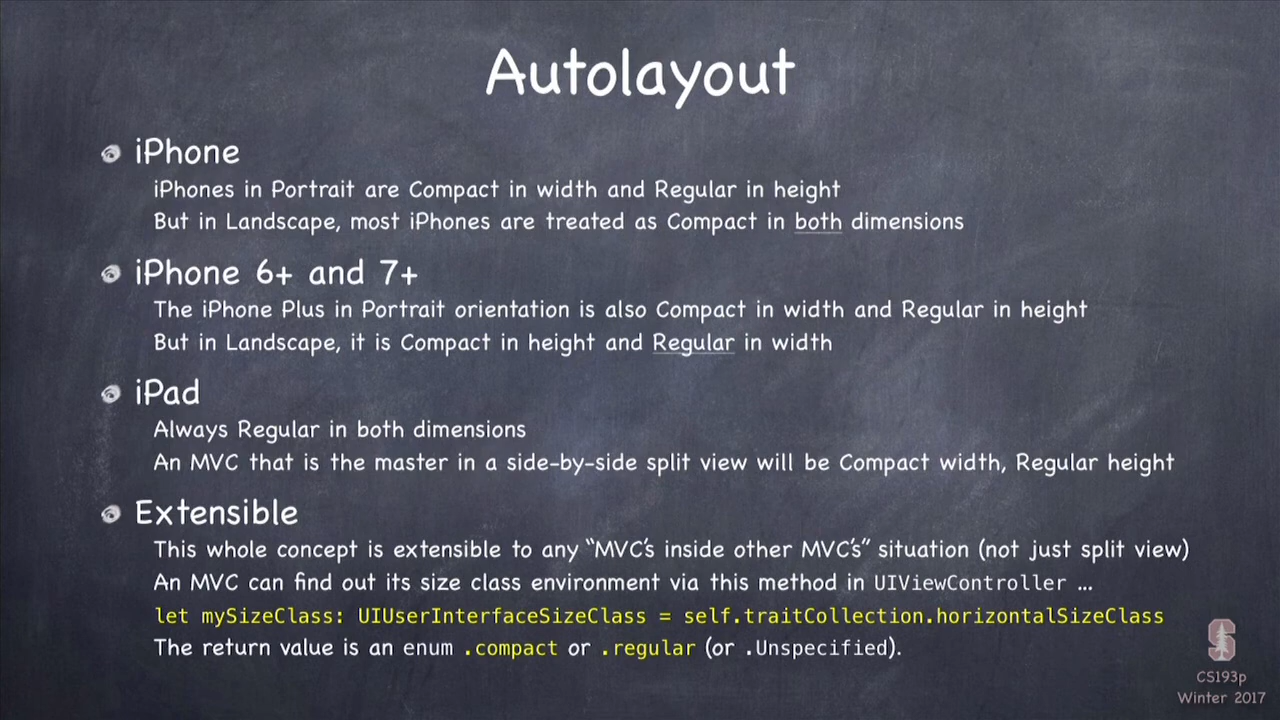 Autolayout
iPhone
iPhones in Portrait are Compact in width and Regular in height
But in Landscape, most iPhones are treated as Compact in both dimensions
iPhone 6+ and 7+
The iPhone Plus in Portrait orientation is also Compact in width and Regular in height
But in Landscape, it is Compact in height and Regular in width
iPad
Always Regular in both dimensions
An MVC that is the master in a side-by-side split view will be Compact width, Regular height
Extensible
This whole concept is extensible to any “MVC’s inside other MVC’s” situation (not just split view)
An MVC can find out its size class environment via this method in UIViewController ...
let mySizeClass: UIUserInterfaceSizeClass = self.traitCollection.horizontalSizeClass
The return value is an enum .compact or .regular (or .Unspecified).
S
CS193p
Winter 2017